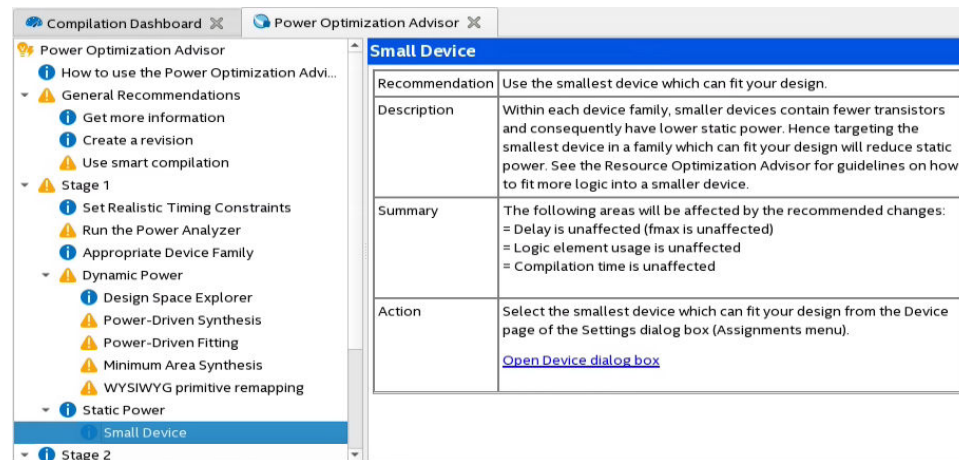 Compilation Dashboard
Power Optimization Advisor
Power Optimization Advisor
How to use the Power Optimization Advi...
General Recommendations
Get more information
Create a revision
Use smart compilation
Stage 1
Set Realistic Timing Constraints
Run the Power Analyzer
Appropriate Device Family
Dynamic Power
Design Space Explorer
Power-Driven Synthesis
Power-Driven Fitting
Minimum Area Synthesis
WYSIWYG primitive remapping
Static Power
Small Device
Stage 2
Small Device
Recommendation
Use the smallest device which can fit your design.
Description
Within each device family, smaller devices contain fewer transistors
and consequently have lower static power. Hence targeting the
smallest device in a family which can fit your design will reduce static
power. See the Resource Optimization Advisor for guidelines on how
to fit more logic into a smaller device.
Summary
The following areas will be affected by the recommended changes:
= Delay is unaffected (fmax is unaffected)
= Logic element usage is unaffected
= Compilation time is unaffected
Action
Select the smallest device which can fit your design from the Device
page of the Settings dialog box (Assignments menu).
Open Device dialog box